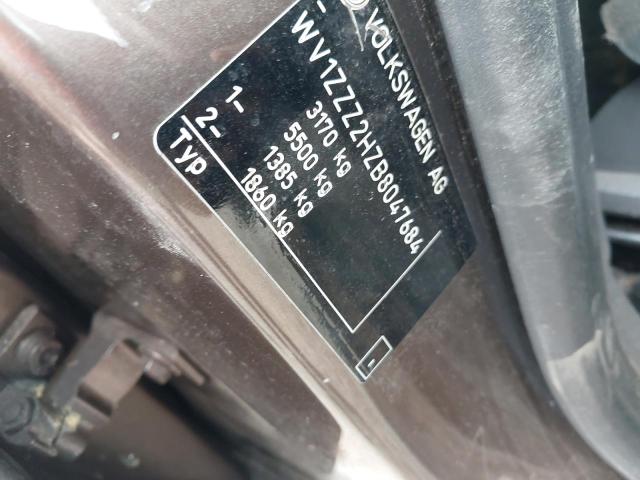 VOLKSWAGEN AG
WV1ZZZ2HZB8047684
3170 kg
5500 kg
1- 1385 kg
2- 1860 kg
Typ